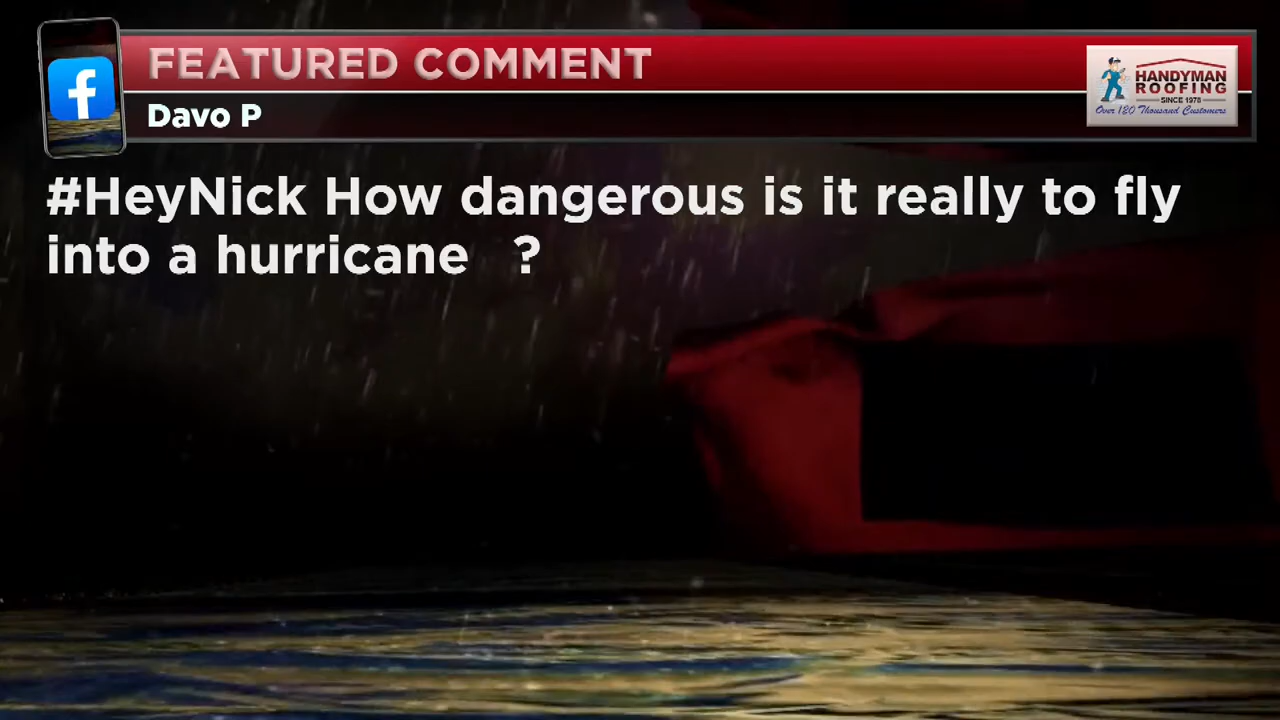 FEATURED COMMENT
Davo P
HANDYMAN
ROOFING
SINCE 1978
Over 120 Thousand Customers
#HeyNick How dangerous is it really to fly
into a hurricane ?